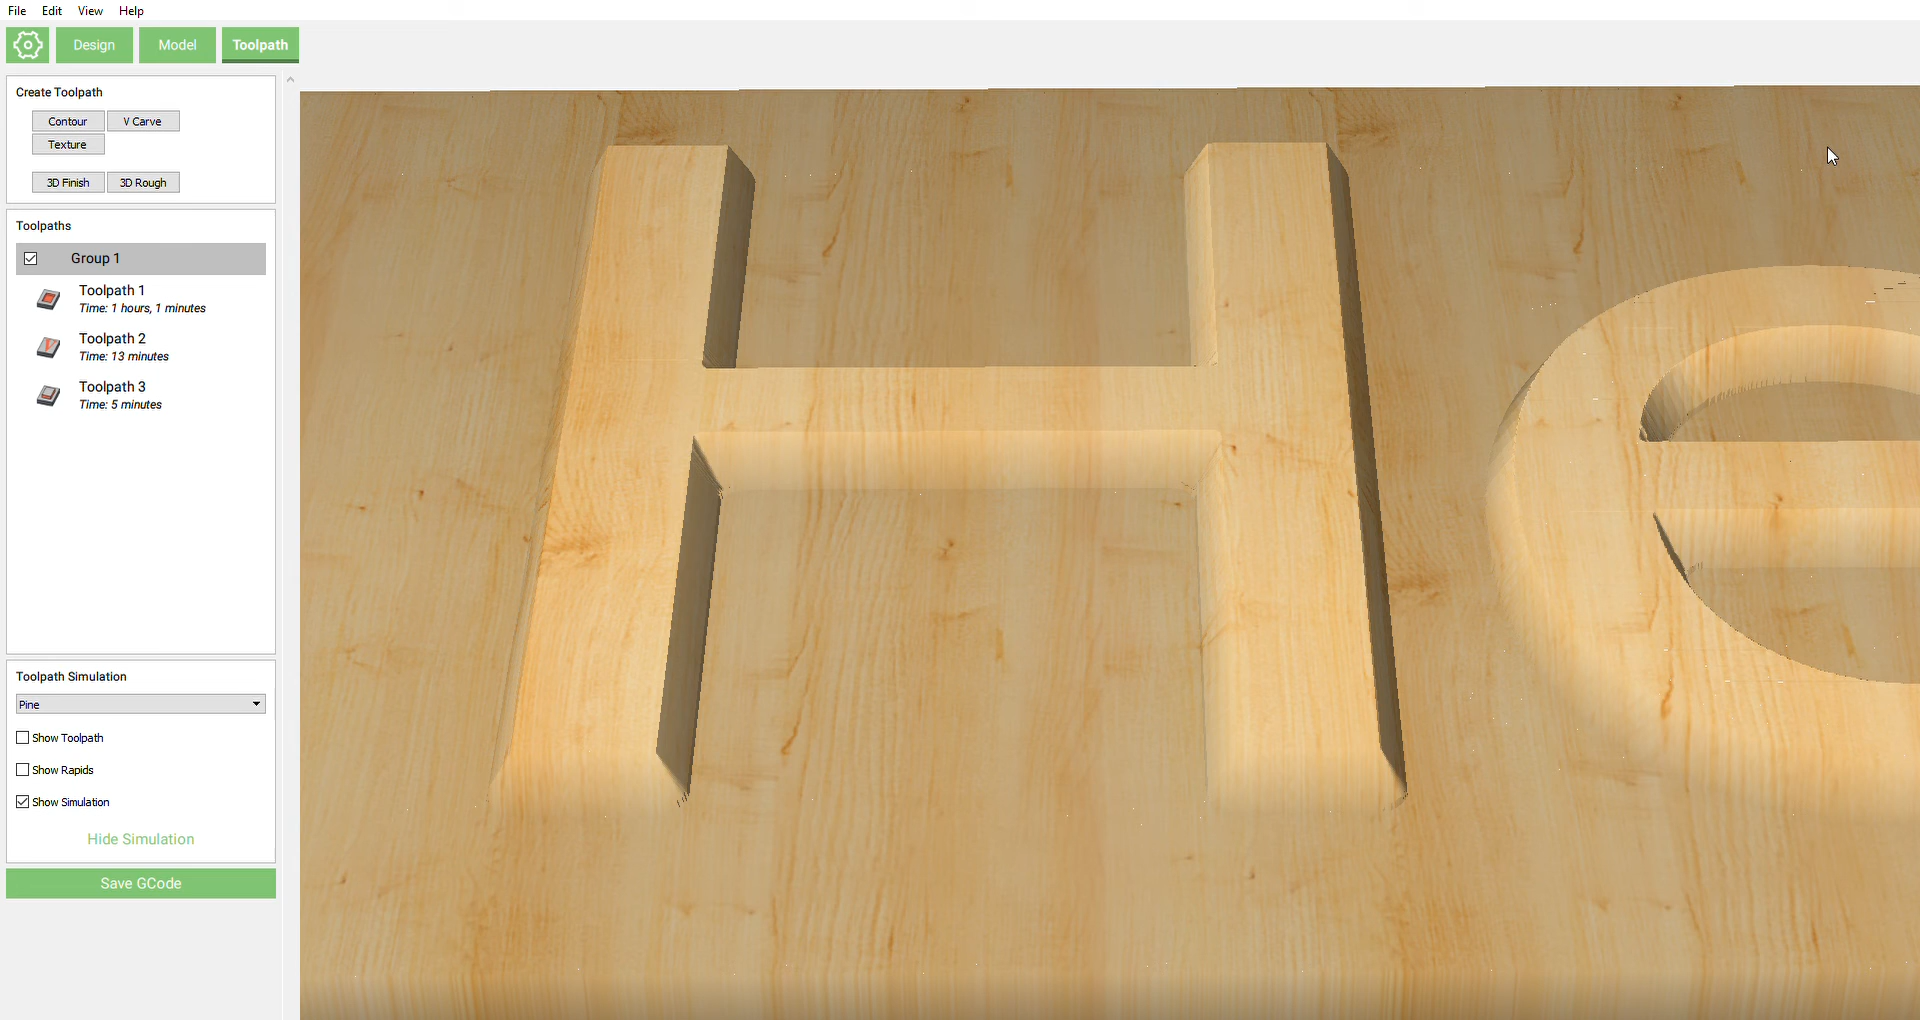 File Edit View Help
Design Model Toolpath
Create Toolpath
Contour V Carve
Texture
3D Finish 3D Rough
Toolpaths
Group 1
Toolpath 1
Time: 1 hours, 1 minutes
Toolpath 2
Time: 13 minutes
Toolpath 3
Time: 5 minutes
Toolpath Simulation
Pine
Show Toolpath
Show Rapids
Show Simulation
Hide Simulation
Save GCode
He